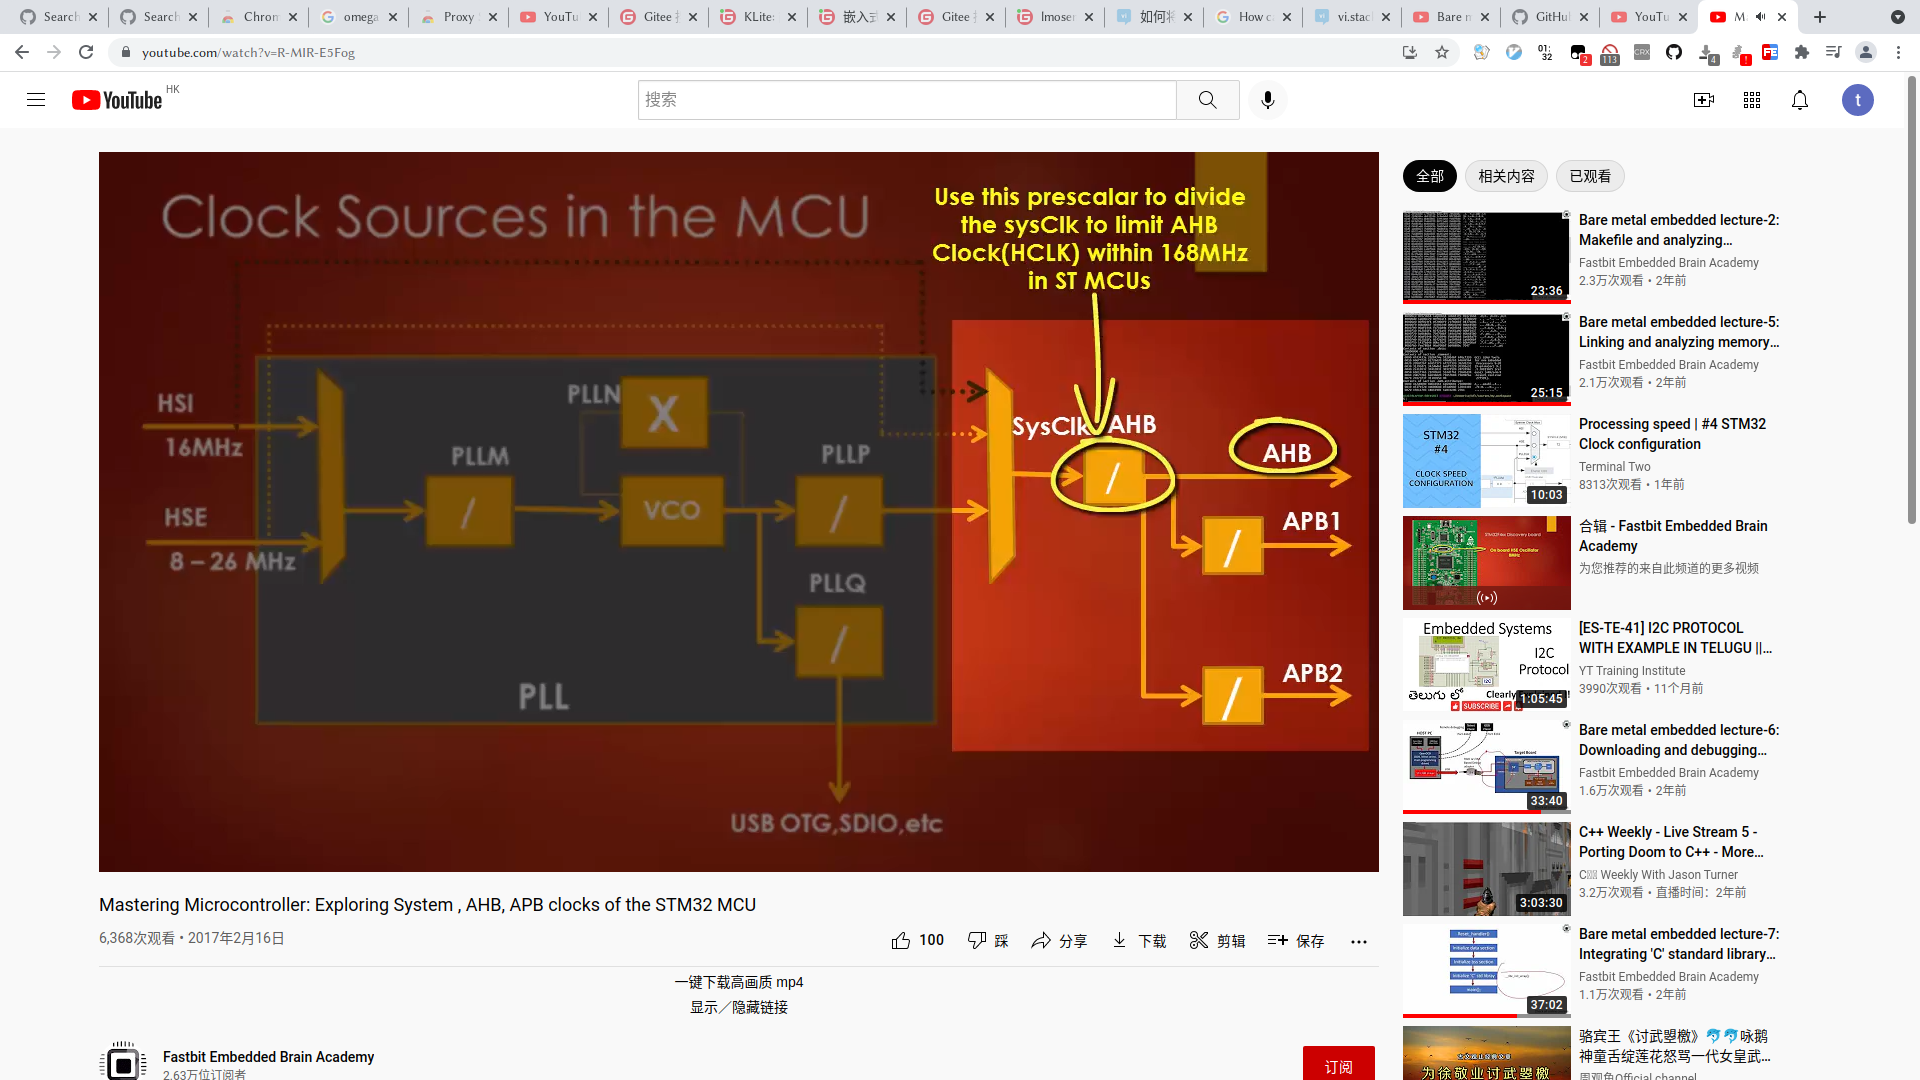 Search
Search
Chrom
omega
Proxy
YouTu
Gitee
KLite
嵌入式
Gitee
Imoser
如何将
How c
vi.stac
Bare m
GitHu
YouTu
youtube.com/watch?v=R-MIR-E5Fog
01:
32
2
113
CRX
4
YouTube HK
搜索
t
Clock Sources in the MCU
Use this prescalar to divide
the sysClk to limit AHB
Clock(HCLK) within 168MHz
in ST MCUs
HSI
16MHz
HSE
8 – 26 MHz
PLLM
/
PLLN
X
VCO
PLLP
/
PLLQ
/
PLL
USB OTG,SDIO,etc
SysClk
AHB
/
AHB
APB1
/
APB2
/
Mastering Microcontroller: Exploring System , AHB, APB clocks of the STM32 MCU
6,368次观看 • 2017年2月16日
100
踩
分享
下载
剪辑
保存
一键下载高画质 mp4
显示／隐藏链接
Fastbit Embedded Brain Academy
2.63万位订阅者
订阅
全部
相关内容
已观看
23:36
Bare metal embedded lecture-2:
Makefile and analyzing…
Fastbit Embedded Brain Academy
2.3万次观看 • 2年前
25:15
Bare metal embedded lecture-5:
Linking and analyzing memory…
Fastbit Embedded Brain Academy
2.1万次观看 • 2年前
STM32
#4
CLOCK SPEED
CONFIGURATION
10:03
Processing speed | #4 STM32
Clock configuration
Terminal Two
8313次观看 • 1年前
合辑 - Fastbit Embedded Brain
Academy
为您推荐的来自此频道的更多视频
Embedded Systems
I2C
Protocol
తెలుగు లో
Clearly
SUBSCRIBE
1:05:45
[ES-TE-41] I2C PROTOCOL
WITH EXAMPLE IN TELUGU ||…
YT Training Institute
3990次观看 • 11个月前
33:40
Bare metal embedded lecture-6:
Downloading and debugging…
Fastbit Embedded Brain Academy
1.6万次观看 • 2年前
3:03:30
C++ Weekly - Live Stream 5 -
Porting Doom to C++ - More…
Weekly With Jason Turner
3.2万次观看 • 直播时间：2年前
37:02
Bare metal embedded lecture-7:
Integrating 'C' standard library…
Fastbit Embedded Brain Academy
1.1万次观看 • 2年前
为徐敬业讨武曌檄
骆宾王《讨武曌檄》🐬🐬咏鹅
神童舌绽莲花怒骂一代女皇武…